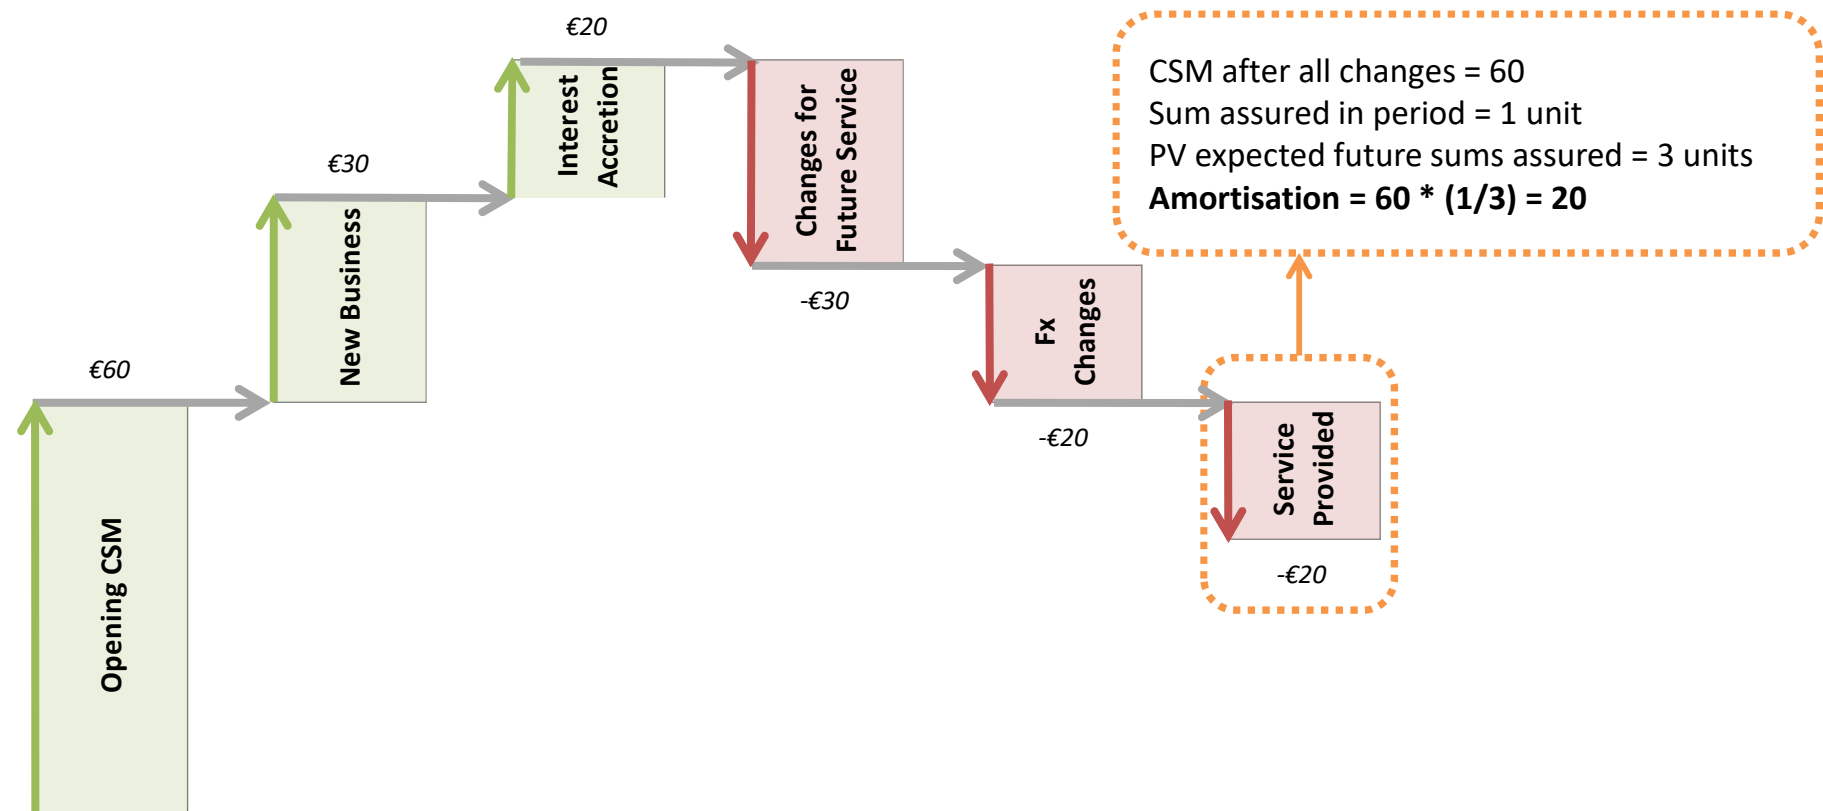 €60
Opening CSM
€30
New Business
€20
Interest
Accretion
Changes for
Future Service
-€30
Fx
Changes
-€20
Service
Provided
-€20
CSM after all changes = 60
Sum assured in period = 1 unit
PV expected future sums assured = 3 units
Amortisation = 60 * (1/3) = 20